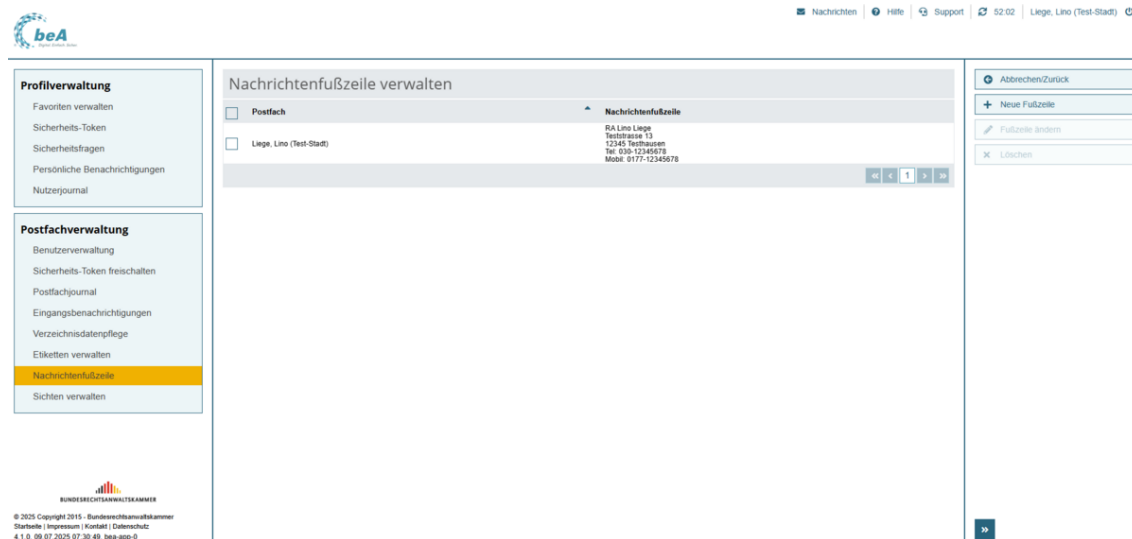 Nachrichten Hilfe Support 52:02 Liege, Lino (Test-Stadt)
beA
Profilverwaltung
Favoriten verwalten
Sicherheits-Token
Sicherheitsfragen
Persönliche Benachrichtigungen
Nutzerjournal
Postfachverwaltung
Benutzerverwaltung
Sicherheits-Token freischalten
Postfachjournal
Eingangsbenachrichtigungen
Verzeichnisdatenpflege
Etiketten verwalten
Nachrichtenfußzeile
Sichten verwalten
BUNDESRECHTSANWALTSKAMMER
© 2025 Copyright 2015 - Bundesrechtsanwaltskammer
Startseite | Impressum | Kontakt | Datenschutz
4.1.0, 09.07.2025 07:30:49, bea-app-0
Nachrichtenfußzeile verwalten
Postfach Nachrichtenfußzeile
Liege, Lino (Test-Stadt)
RA Lino Liege
Teststrasse 13
12345 Testhausen
Tel: 030-12345678
Mobil: 0177-12345678
« ‹ 1 › »
Abbrechen/Zurück
Neue Fußzeile
Fußzeile ändern
Löschen
»